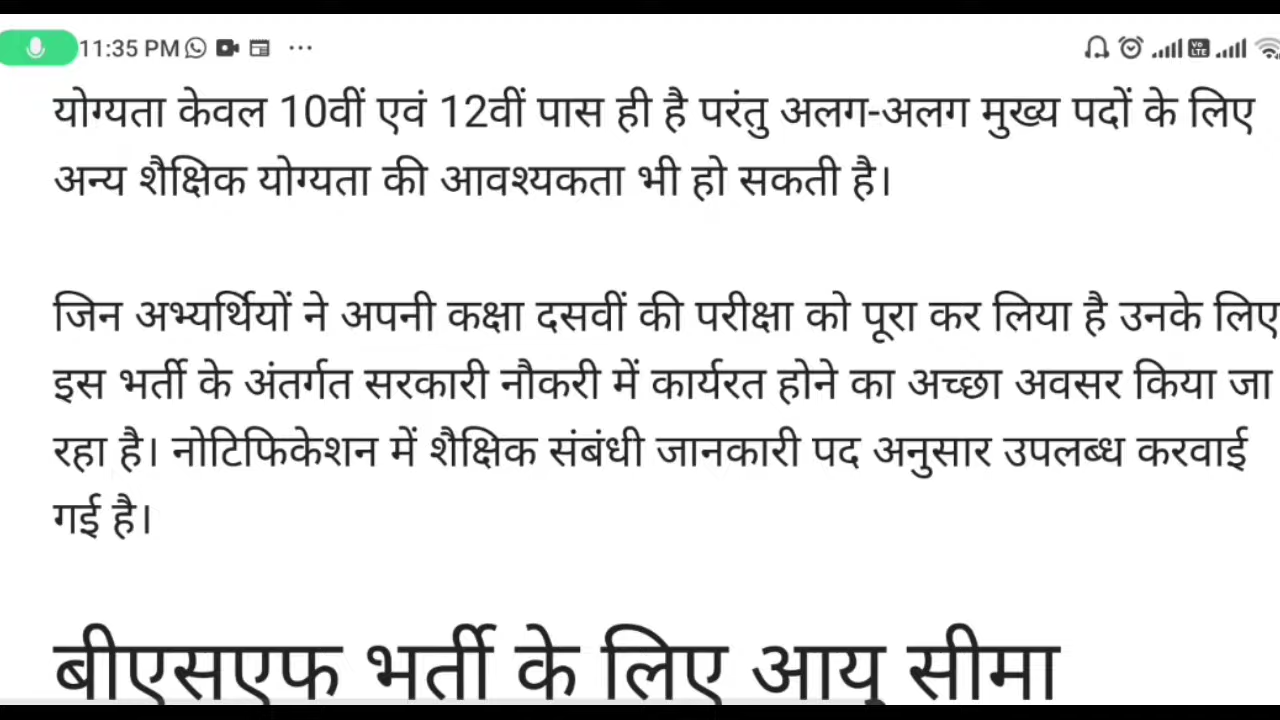 11:35 PM
योग्यता केवल 10वीं एवं 12वीं पास ही है परंतु अलग-अलग मुख्य पदों के लिए
अन्य शैक्षिक योग्यता की आवश्यकता भी हो सकती है।
जिन अभ्यर्थियों ने अपनी कक्षा दसवीं की परीक्षा को पूरा कर लिया है उनके लिए
इस भर्ती के अंतर्गत सरकारी नौकरी में कार्यरत होने का अच्छा अवसर किया जा
रहा है। नोटिफिकेशन में शैक्षिक संबंधी जानकारी पद अनुसार उपलब्ध करवाई
गई है।
बीएसएफ भर्ती के लिए आयु सीमा